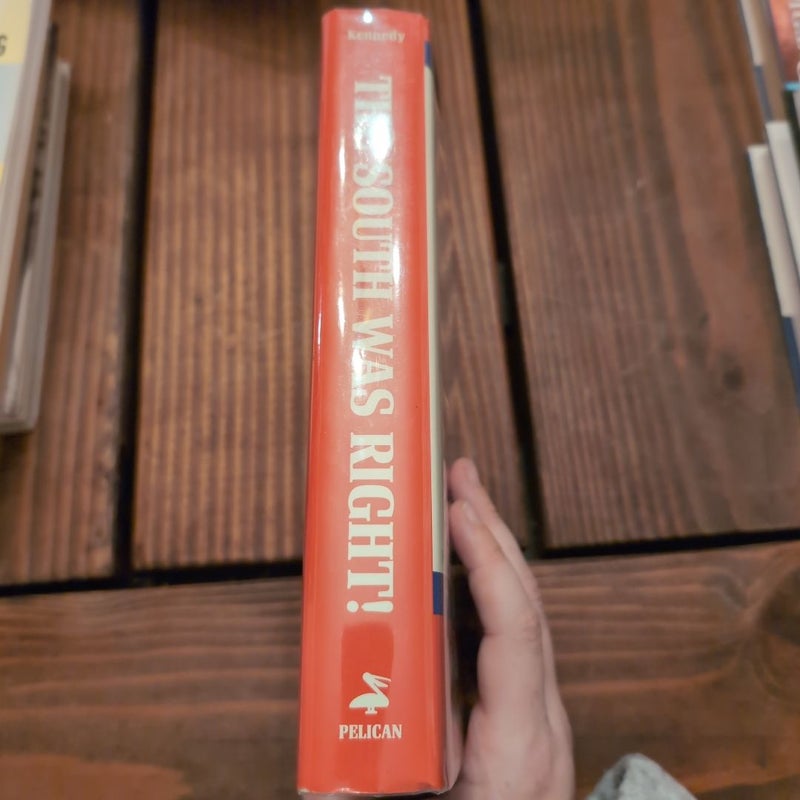 Kennedy
THE SOUTH WAS RIGHT!
PELICAN